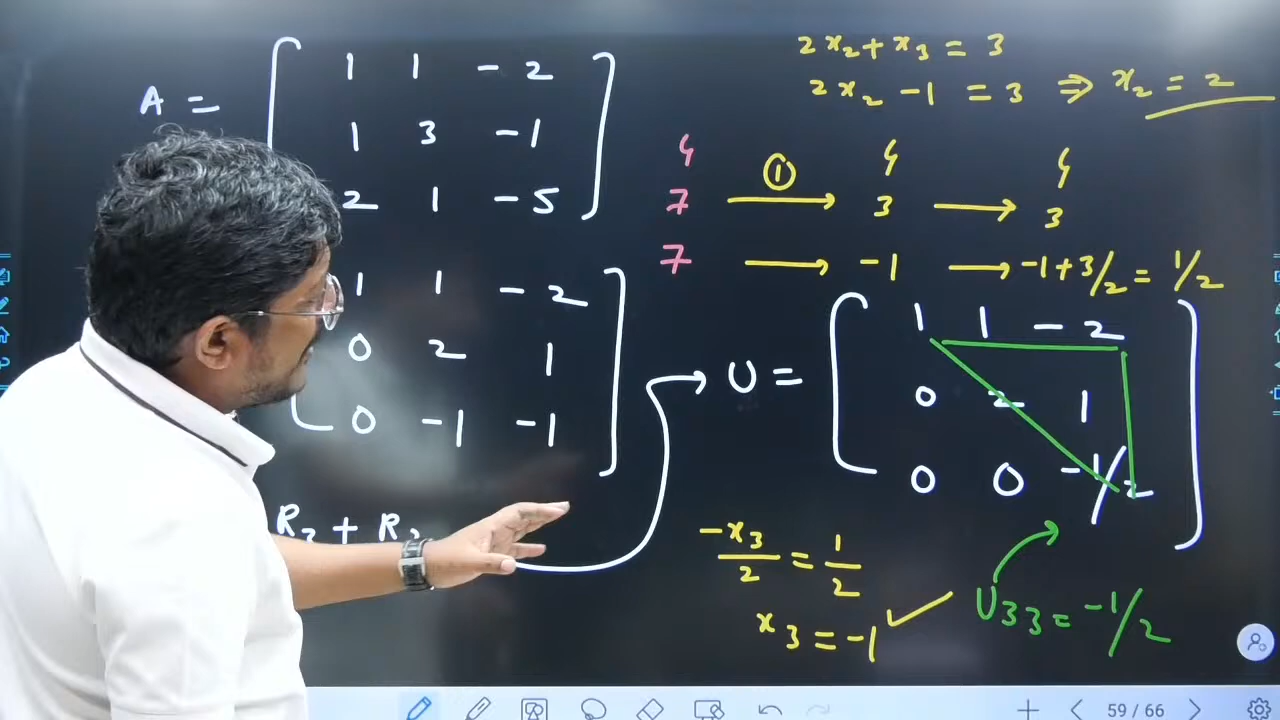 A = 1 1 -2
1 3 -1
2 1 -5
1 1 -2
0 2 1
0 -1 -1
2x₂ + x₃ = 3
2x₂ - 1 = 3 ⇒ x₂ = 2
4 4 4
7 ① → 3 → 3
7 → -1 → -1+3/2 = 1/2
U = 1 1 -2
0 2 1
0 0 -1/2
-x₃/2 = 1/2
x₃ = -1 ✓
U33 = -1/2
59 / 66